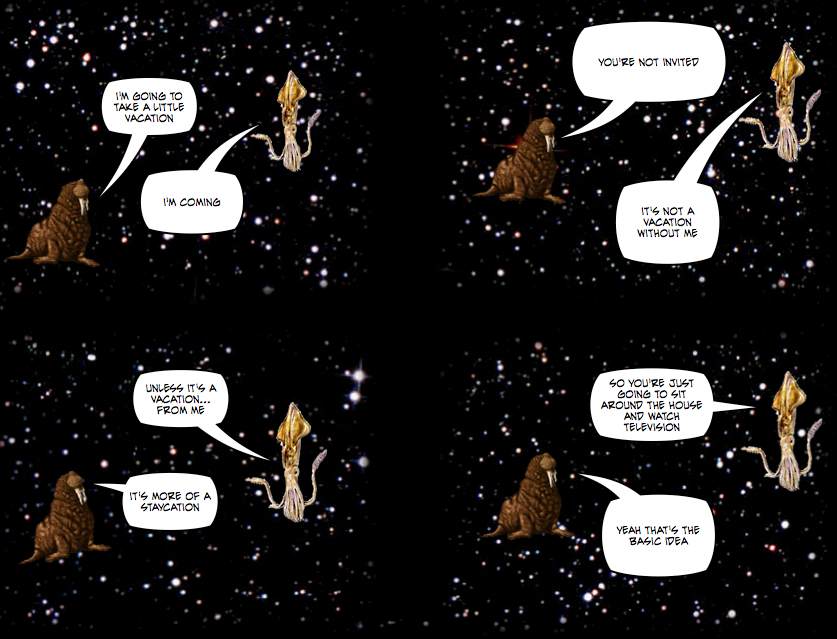 I'M GOING TO
TAKE A LITTLE
VACATION
I'M COMING
YOU'RE NOT INVITED
IT'S NOT A
VACATION
WITHOUT ME
UNLESS IT'S A
VACATION...
FROM ME
IT'S MORE OF A
STAYCATION
SO YOU'RE JUST
GOING TO SIT
AROUND THE HOUSE
AND WATCH
TELEVISION
YEAH THAT'S THE
BASIC IDEA